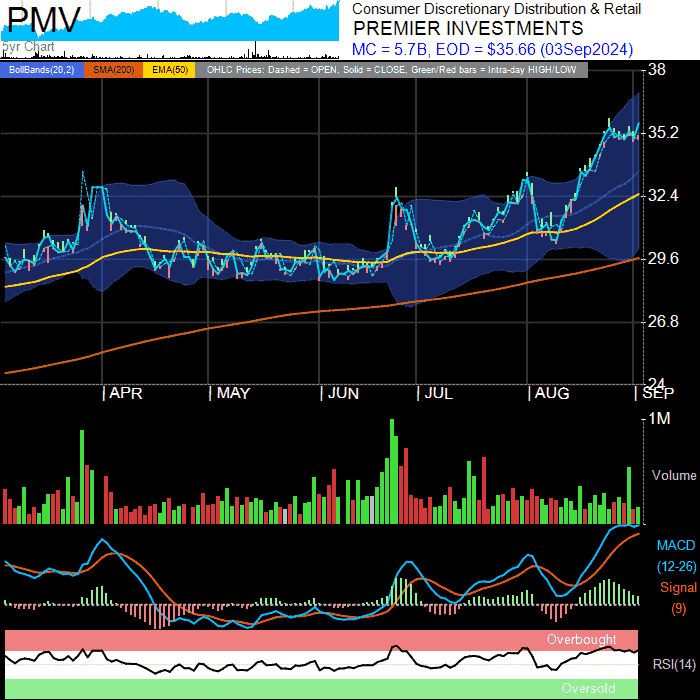 PMV
5yr Chart
Consumer Discretionary Distribution & Retail
PREMIER INVESTMENTS
MC = 5.7B, EOD = $35.66 (03Sep2024)
BollBands(20,2) SMA(200) EMA(50) OHLC Prices: Dashed = OPEN, Solid = CLOSE, Green/Red bars = Intra-day HIGH/LOW
38
35.2
32.4
29.6
26.8
24
APR MAY JUN JUL AUG SEP
1M
Volume
MACD
(12-26)
Signal
(9)
Overbought
RSI(14)
Oversold